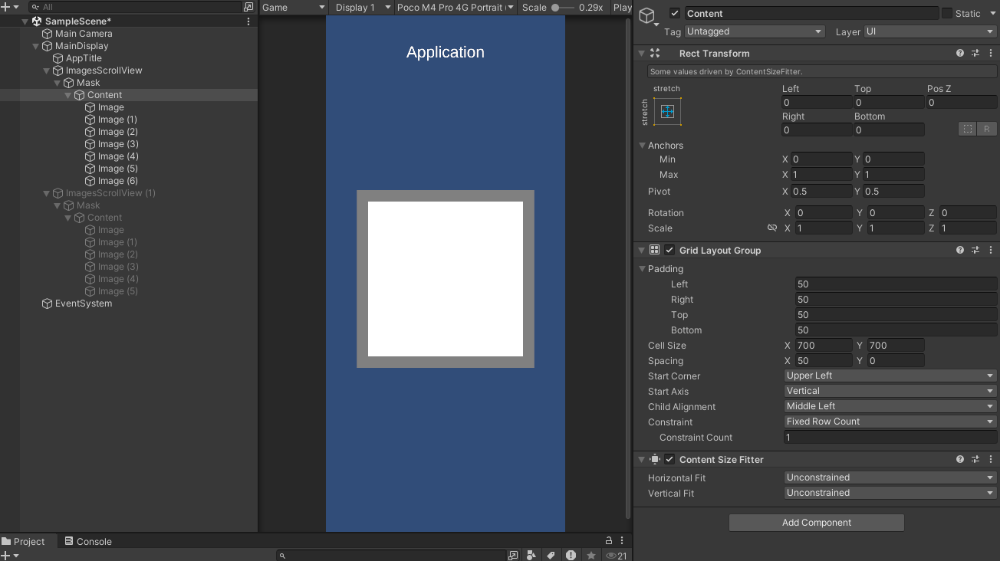 All
SampleScene*
Main Camera
MainDisplay
AppTitle
ImagesScrollView
Mask
Content
Image
Image (1)
Image (2)
Image (3)
Image (4)
Image (5)
Image (6)
ImagesScrollView (1)
Mask
Content
Image
Image (1)
Image (2)
Image (3)
Image (4)
Image (5)
EventSystem
Game Display 1 Poco M4 Pro 4G Portrait ( Scale 0.29x Play
Application
Project Console
21
Content Static
Tag Untagged Layer UI
Rect Transform
Some values driven by ContentSizeFitter.
stretch
stretch
Left Top Pos Z
0 0 0
Right Bottom
0 0 R
Anchors
Min X 0 Y 0
Max X 1 Y 1
Pivot X 0.5 Y 0.5
Rotation X 0 Y 0 Z 0
Scale X 1 Y 1 Z 1
Grid Layout Group
Padding
Left 50
Right 50
Top 50
Bottom 50
Cell Size X 700 Y 700
Spacing X 50 Y 0
Start Corner Upper Left
Start Axis Vertical
Child Alignment Middle Left
Constraint Fixed Row Count
Constraint Count 1
Content Size Fitter
Horizontal Fit Unconstrained
Vertical Fit Unconstrained
Add Component